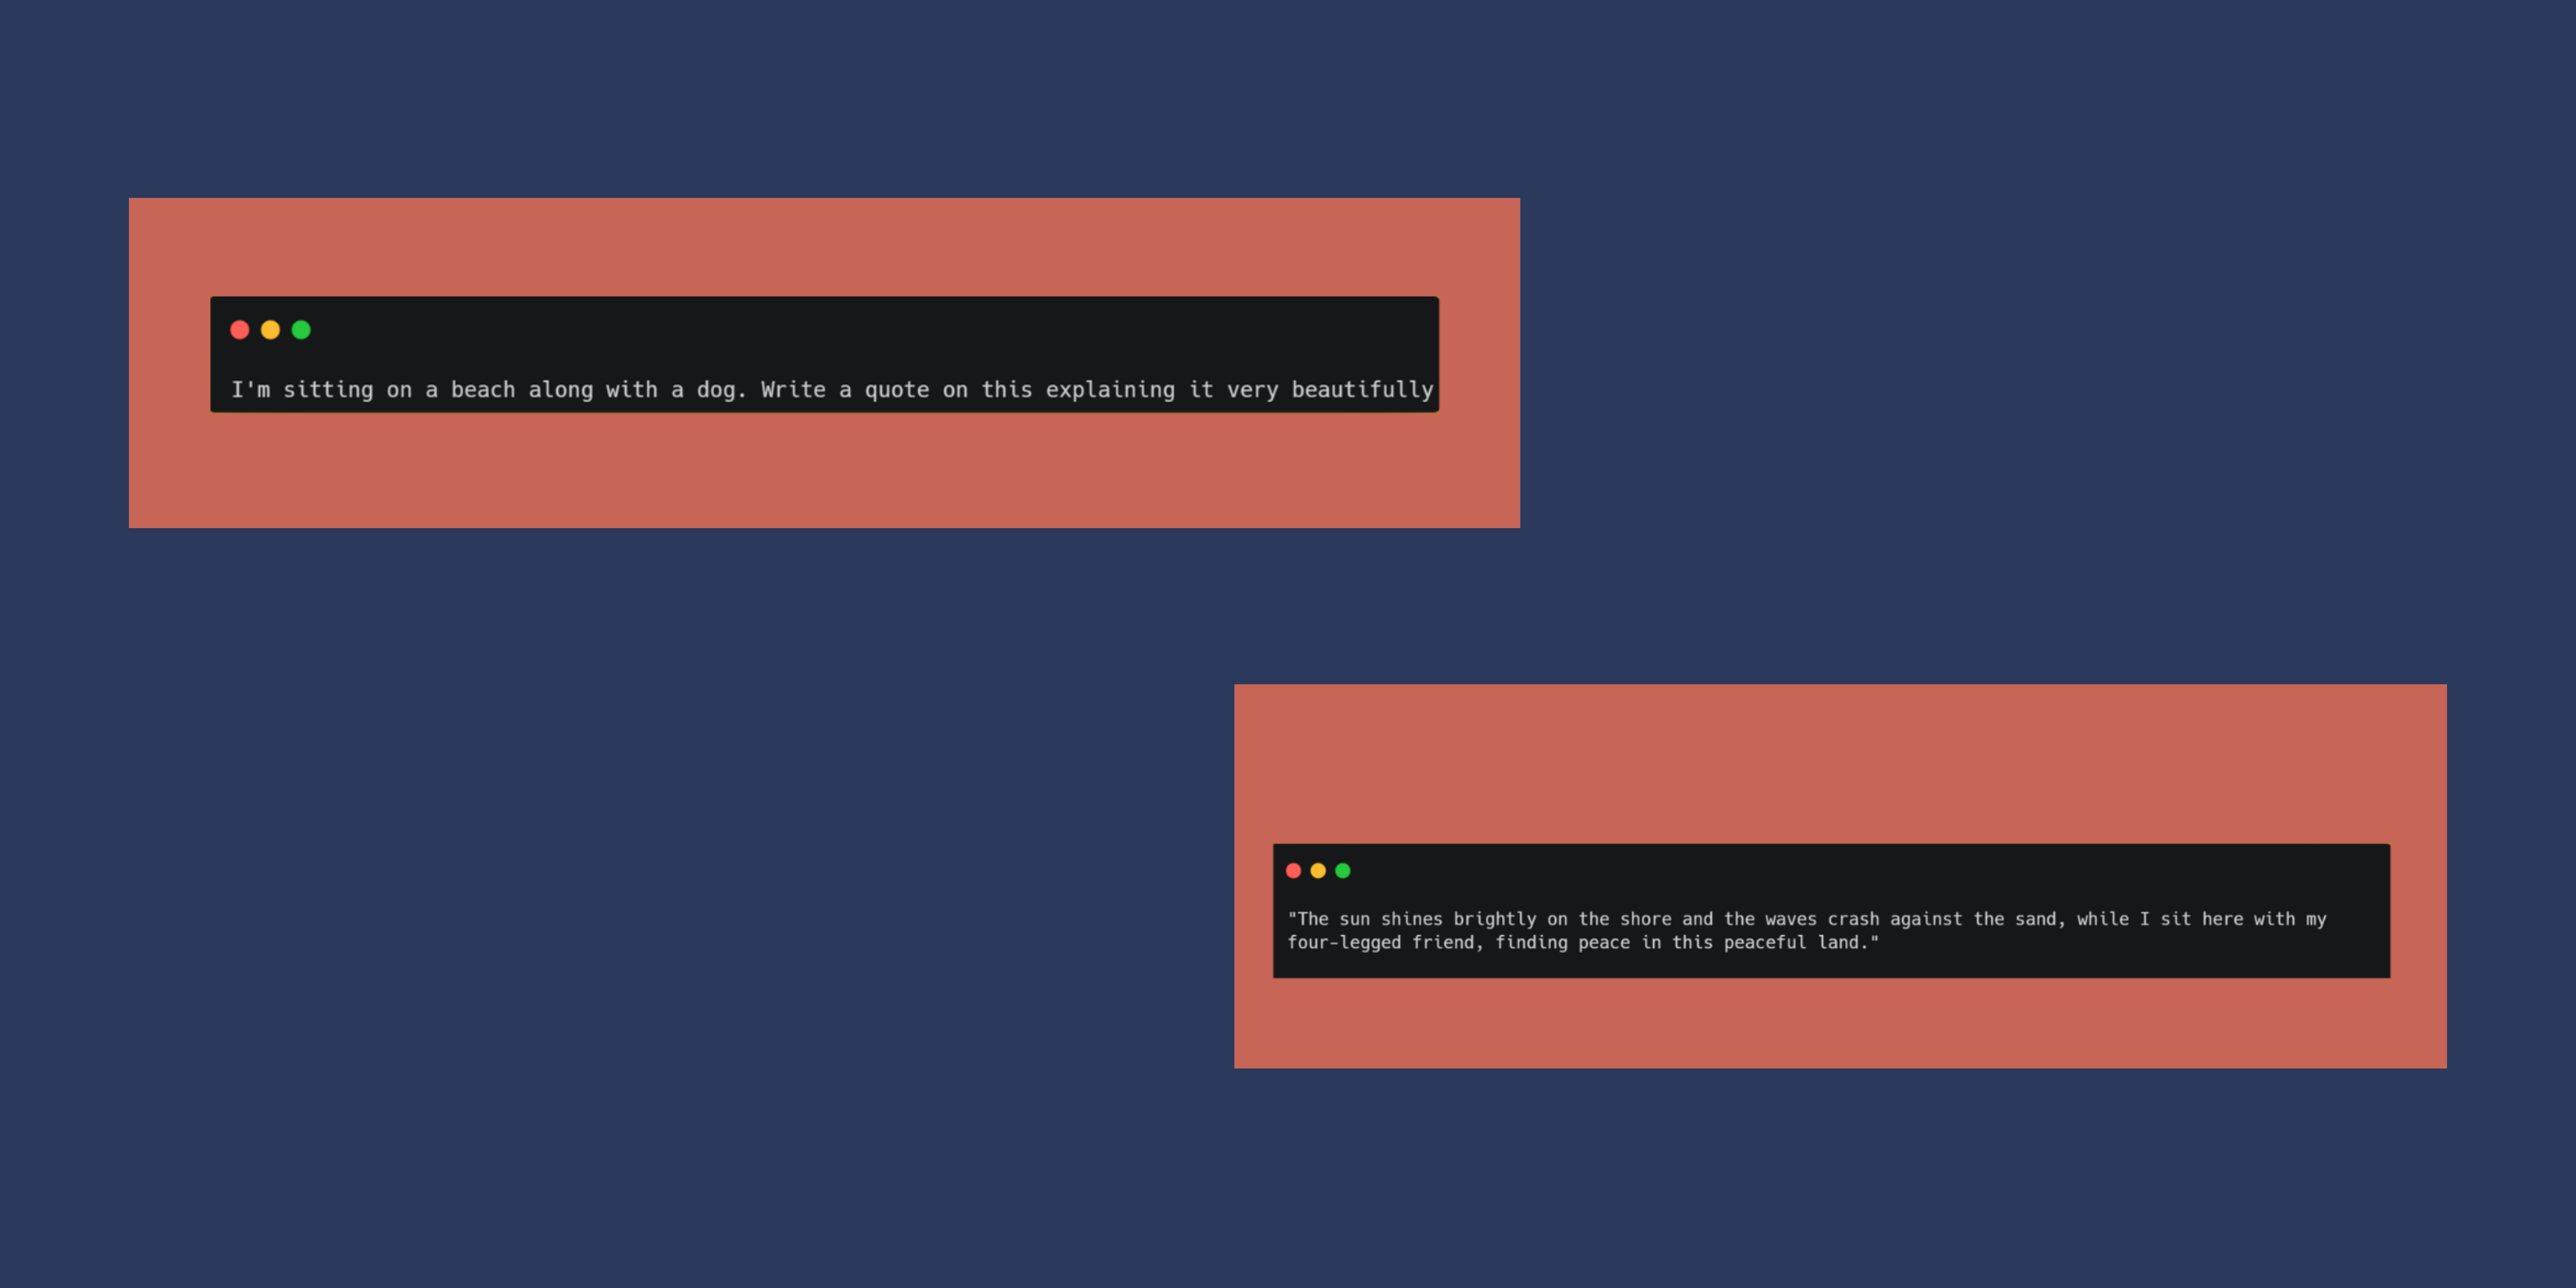 I'm sitting on a beach along with a dog. Write a quote on this explaining it very beautifully
"The sun shines brightly on the shore and the waves crash against the sand, while I sit here with my
four-legged friend, finding peace in this peaceful land."